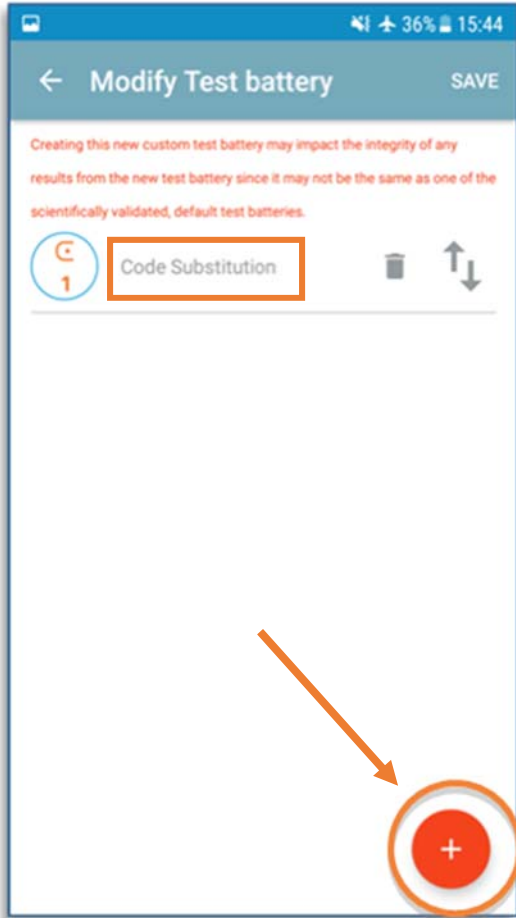 36% 15:44
Modify Test battery SAVE
Creating this new custom test battery may impact the integrity of any
results from the new test battery since it may not be the same as one of the
scientifically validated, default test batteries.
1 Code Substitution
+